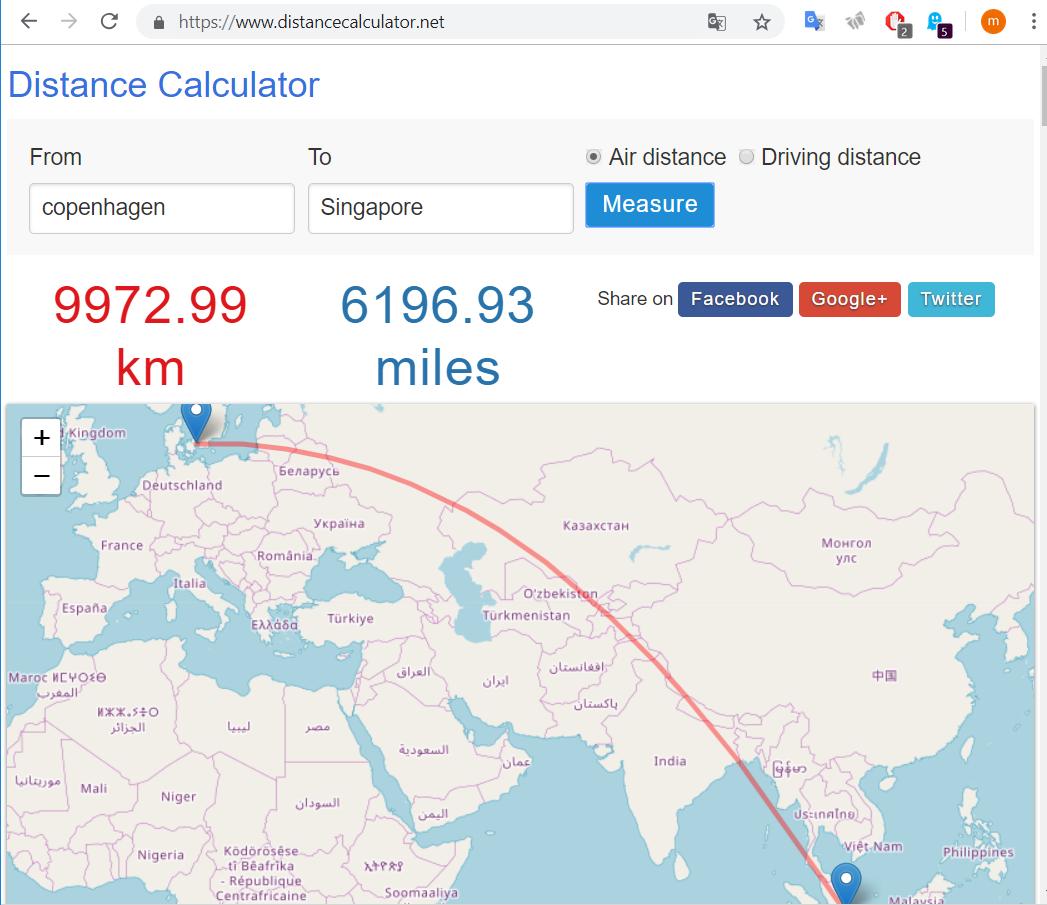 https://www.distancecalculator.net
2
5
m
Distance Calculator
From
To
Air distance
Driving distance
copenhagen
Singapore
Measure
9972.99
km
6196.93
miles
Share on
Facebook
Google+
Twitter
+
−
d Kingdom
Беларусь
Deutschland
Україна
Казахстан
France
Монгол
улс
România
Italia
O'zbekiston
España
Ελλάδα
Türkiye
Türkmenistan
Maroc ⵍⵎⵖⵔⵉⴱ
المغرب
العراق
ایران
افغانستان
中国
الجزائر
ليبيا
مصر
پاکستان
السعودية
عمان
India
မြန်မာ
موريتانيا
Mali
Niger
السودان
اليمن
ประเทศไทย
Việt Nam
Philippines
Nigeria
Ködörösêse
tî Bêafrîka
- République
Centrafricaine
Soomaaliya
Malaysia